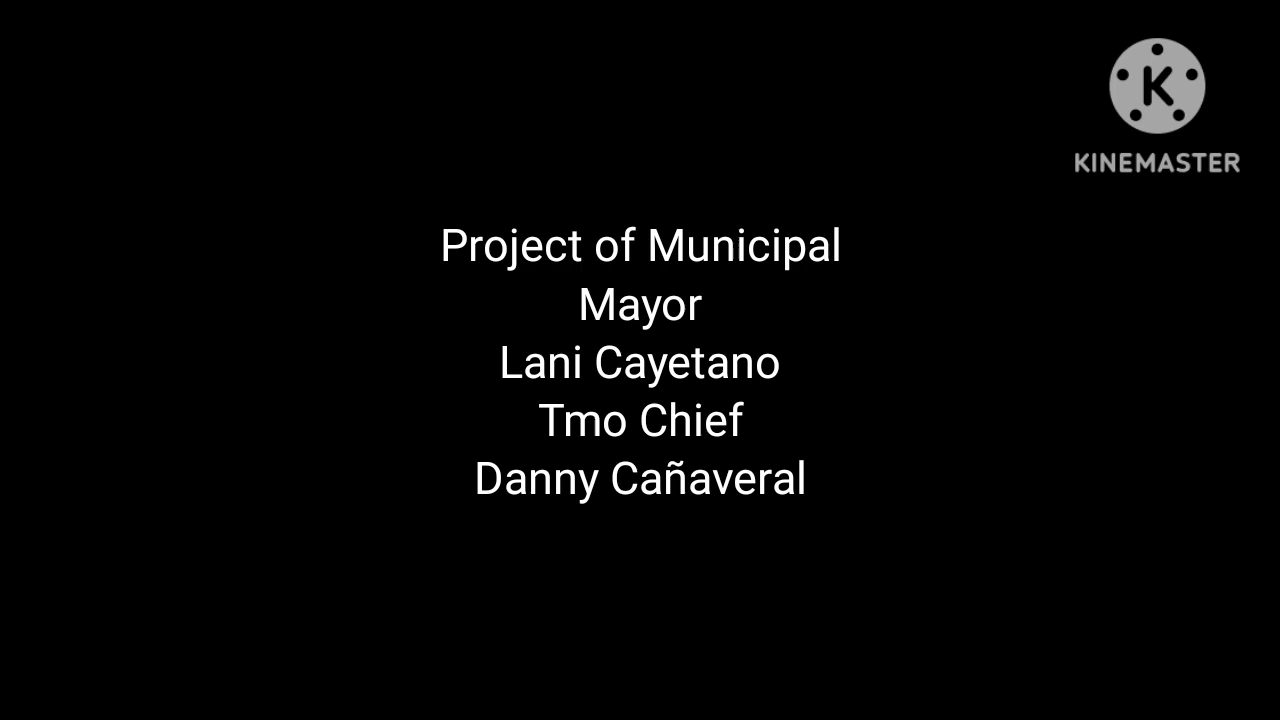 KINEMASTER
Project of Municipal
Mayor
Lani Cayetano
Tmo Chief
Danny Cañaveral